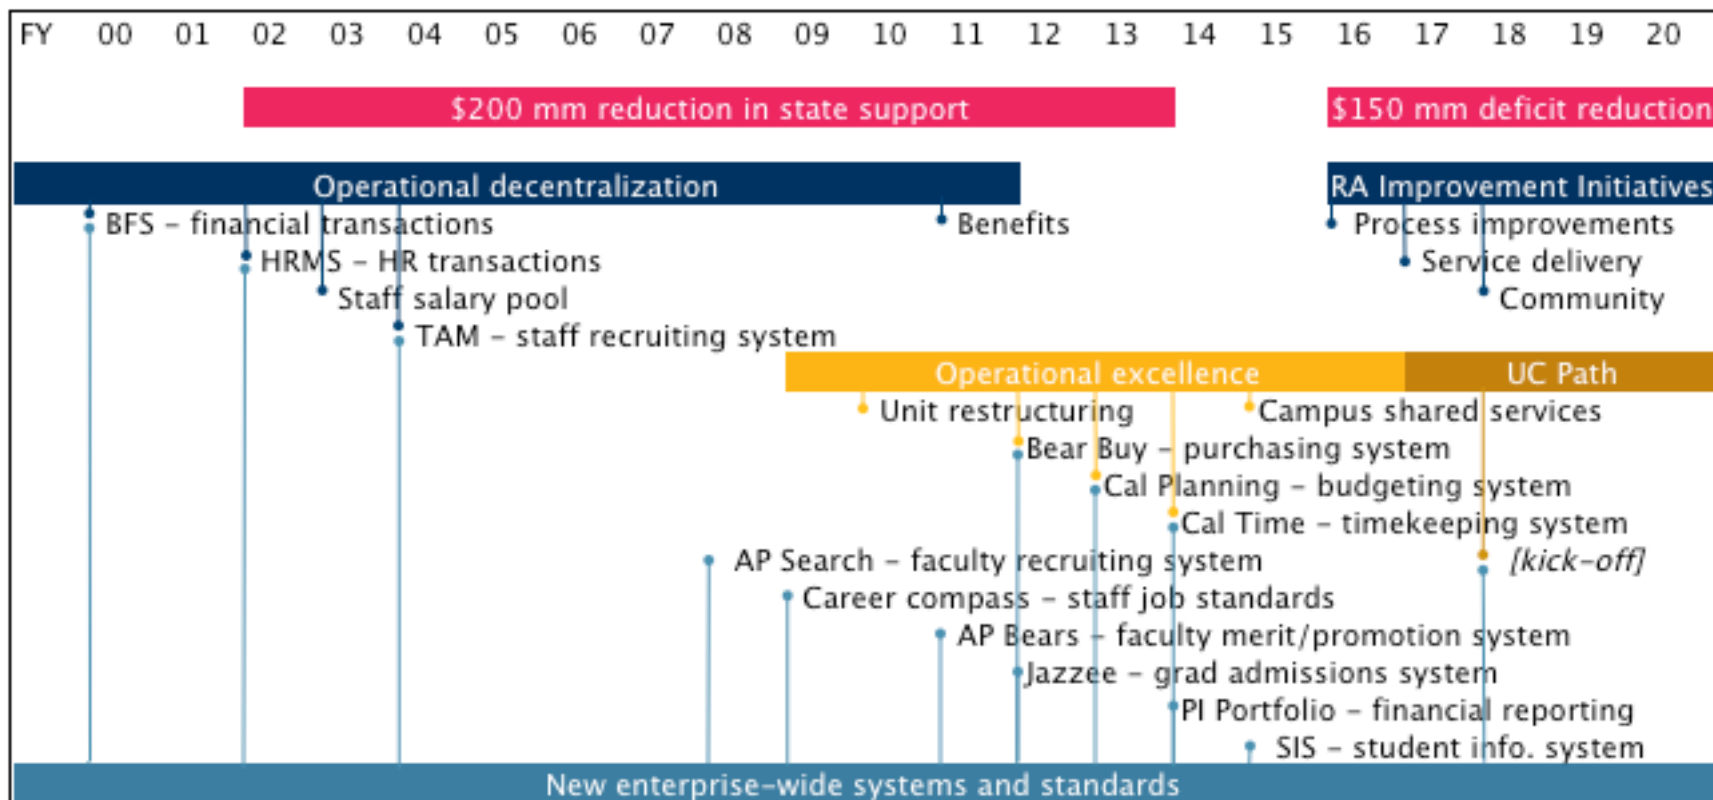 FY 00 01 02 03 04 05 06 07 08 09 10 11 12 13 14 15 16 17 18 19 20
$200 mm reduction in state support
$150 mm deficit reduction
Operational decentralization
RA Improvement Initiatives
BFS – financial transactions
Benefits
Process improvements
HRMS – HR transactions
Service delivery
Staff salary pool
Community
TAM – staff recruiting system
Operational excellence
UC Path
Unit restructuring
Campus shared services
Bear Buy – purchasing system
Cal Planning – budgeting system
Cal Time – timekeeping system
AP Search – faculty recruiting system
[kick-off]
Career compass – staff job standards
AP Bears – faculty merit/promotion system
Jazzee – grad admissions system
PI Portfolio – financial reporting
SIS – student info. system
New enterprise-wide systems and standards